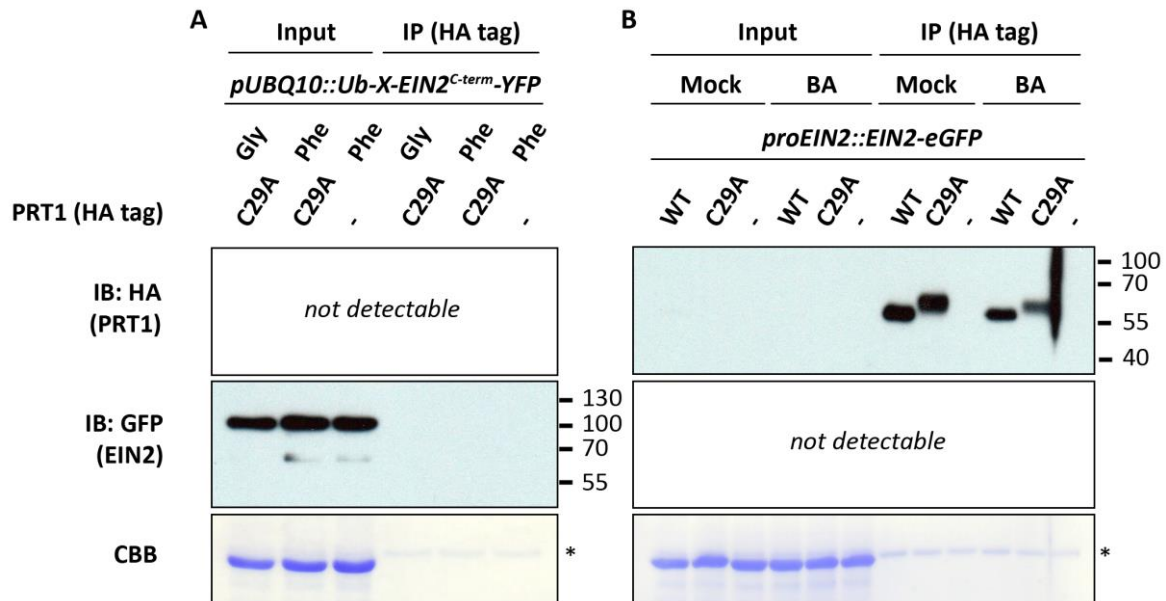 A
Input IP (HA tag)
pUBQ10::Ub-X-EIN2C-term-YFP
Gly Phe Phe Gly Phe Phe
PRT1 (HA tag) C29A C29A - C29A C29A -
IB: HA
(PRT1)
not detectable
IB: GFP
(EIN2)
130
100
70
55
CBB
*
B
Input IP (HA tag)
Mock BA Mock BA
proEIN2::EIN2-eGFP
WT C29A - WT C29A - WT C29A - WT C29A -
100
70
55
40
not detectable
*